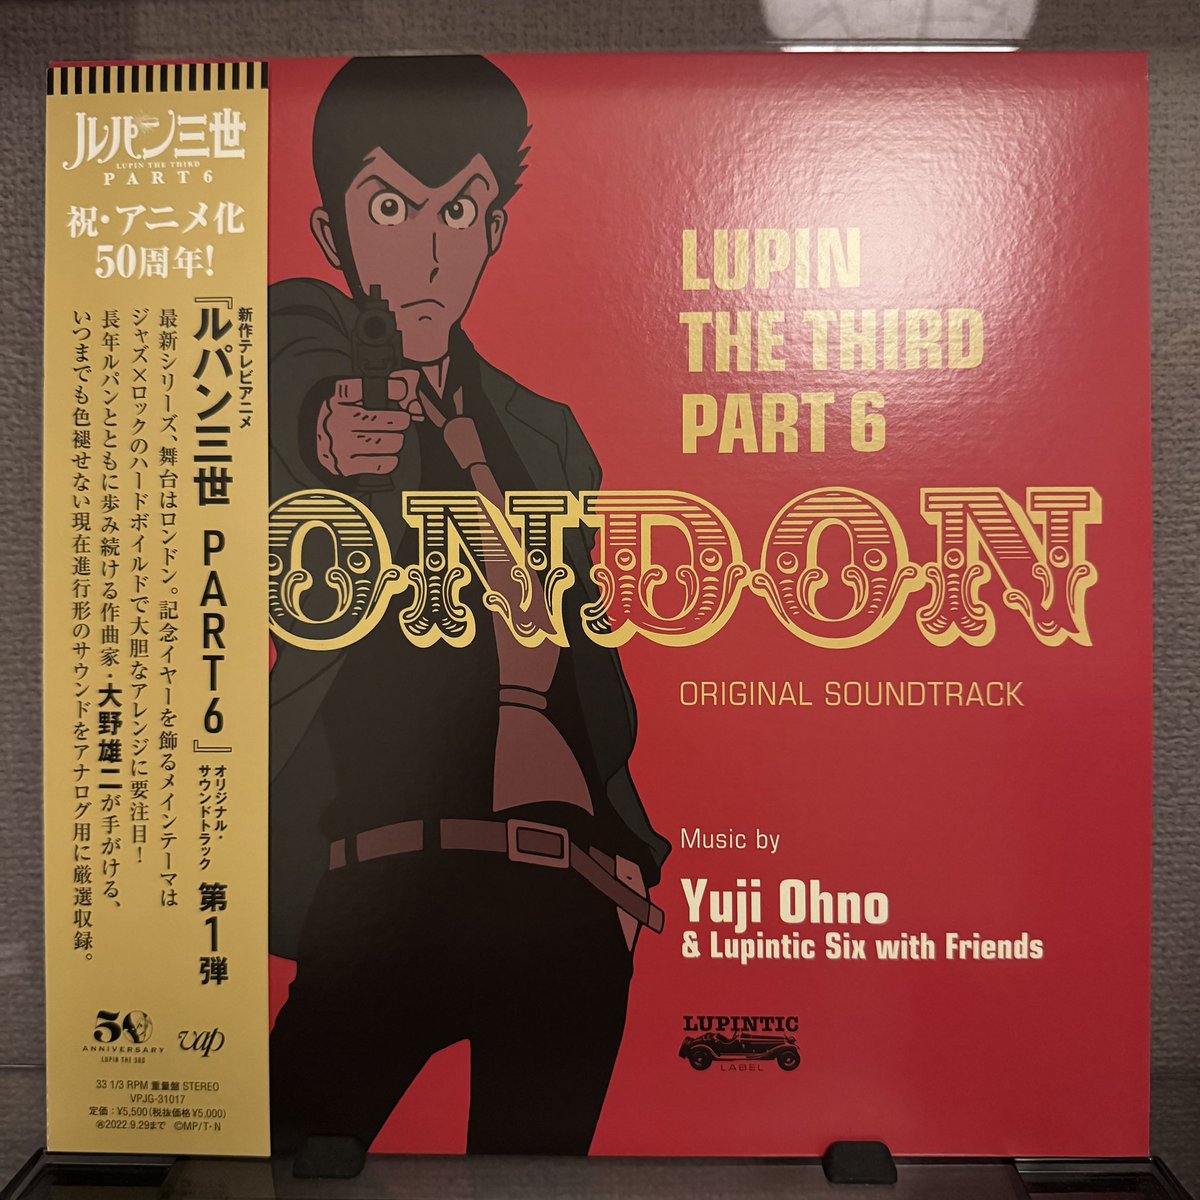 ルパン三世
LUPIN THE THIRD
PART 6
祝・アニメ化
50周年!
新作テレビアニメ
『ルパン三世 PART6』
オリジナル・
サウンドトラック
第1弾
最新シリーズ、舞台はロンドン。記念イヤーを飾るメインテーマは
ジャズ×ロックのハードボイルドで大胆なアレンジに要注目!
長年ルパンとともに歩み続ける作曲家・大野雄二が手がける、
いつまでも色褪せない現在進行形のサウンドをアナログ用に厳選収録。
50
ANNIVERSARY
LUPIN THE 3RD
vap
33 1/3 RPM 重量盤 STEREO
VPJG-31017
定価：¥5,500(税抜価格¥5,000)
再2022.9.29まで ©MP/T・N
LUPIN
THE THIRD
PART 6
ONDON
ORIGINAL SOUNDTRACK
Music by
Yuji Ohno
& Lupintic Six with Friends
LUPINTIC
LABEL